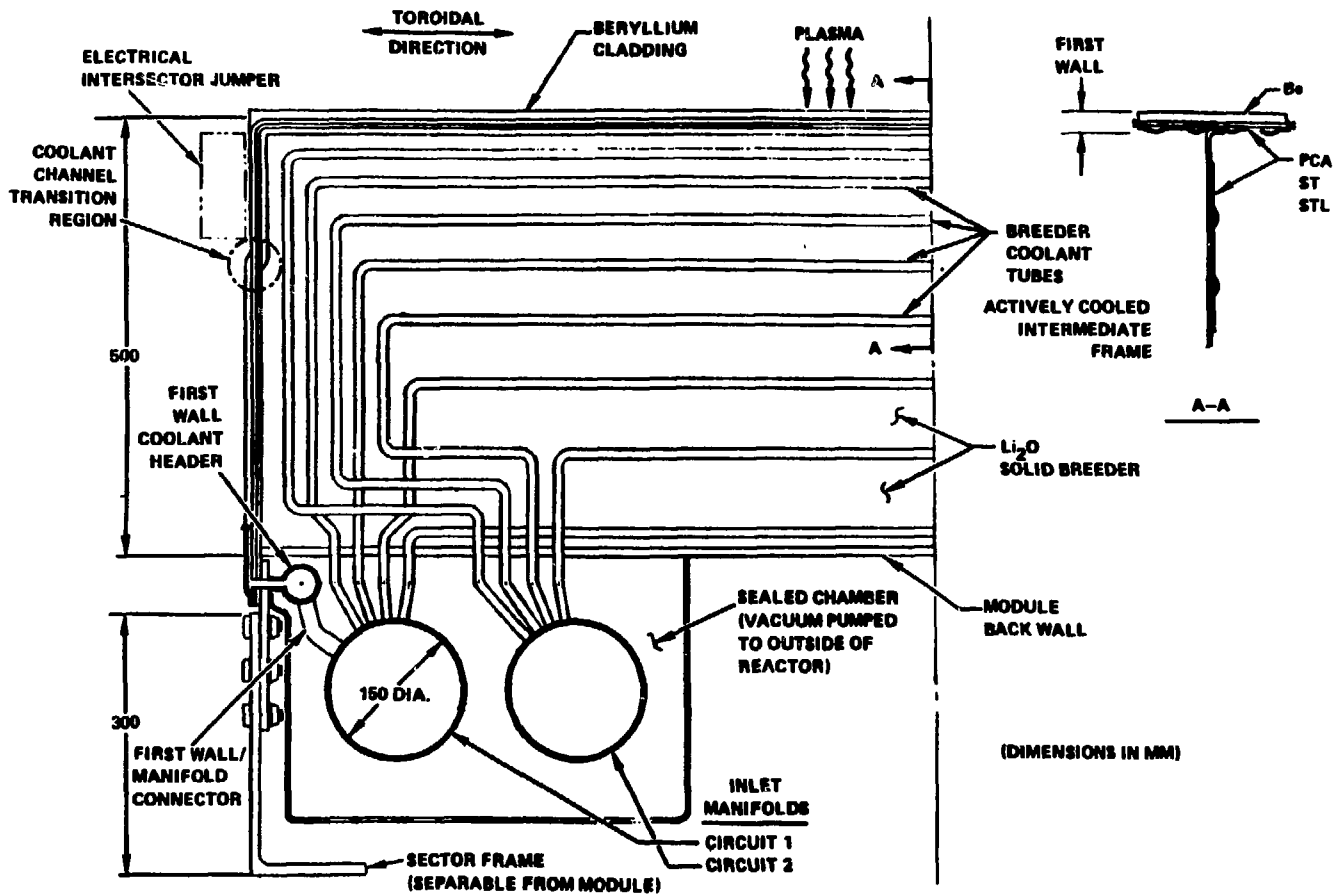 TOROIDAL
DIRECTION
BERYLLIUM
CLADDING
PLASMA
A
FIRST
WALL
Be
ELECTRICAL
INTERSECTOR JUMPER
COOLANT
CHANNEL
TRANSITION
REGION
PCA
ST
STL
BREEDER
COOLANT
TUBES
ACTIVELY COOLED
INTERMEDIATE
FRAME
A
500
FIRST
WALL
COOLANT
HEADER
A-A
Li2O
SOLID BREEDER
SEALED CHAMBER
(VACUUM PUMPED
TO OUTSIDE OF
REACTOR)
MODULE
BACK WALL
150 DIA.
300
FIRST WALL/
MANIFOLD
CONNECTOR
(DIMENSIONS IN MM)
INLET
MANIFOLDS
CIRCUIT 1
CIRCUIT 2
SECTOR FRAME
(SEPARABLE FROM MODULE)